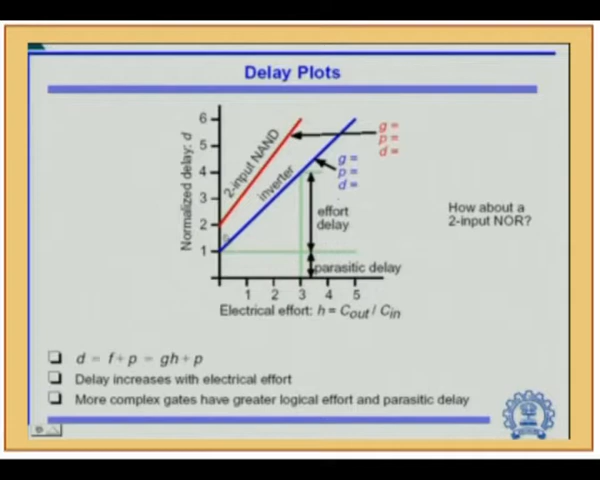 Delay Plots
6
5
4
3
2
1
Normalized delay: d
2-input NAND
inverter
g =
p =
d =
g =
p =
d =
effort
delay
parasitic delay
How about a
2-input NOR?
1 2 3 4 5
Electrical effort: h = Cout / Cin
d = f + p = gh + p
Delay increases with electrical effort
More complex gates have greater logical effort and parasitic delay